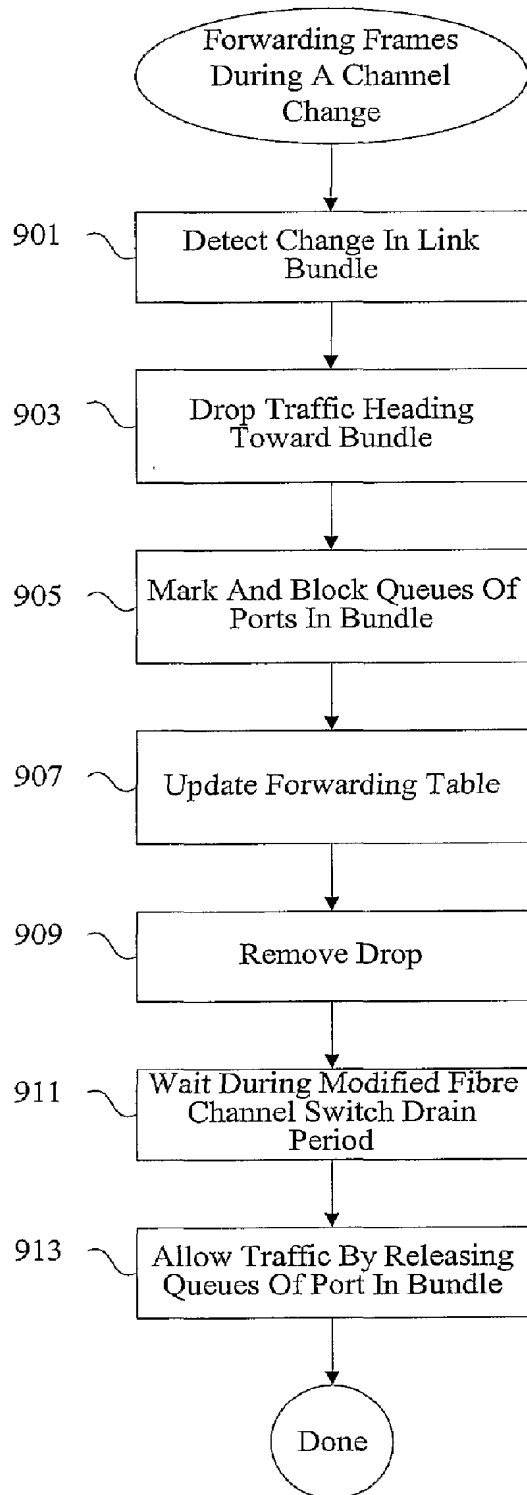 Forwarding Frames
During A Channel
Change
901
Detect Change In Link
Bundle
903
Drop Traffic Heading
Toward Bundle
905
Mark And Block Queues Of
Ports In Bundle
907
Update Forwarding Table
909
Remove Drop
911
Wait During Modified Fibre
Channel Switch Drain
Period
913
Allow Traffic By Releasing
Queues Of Port In Bundle
Done